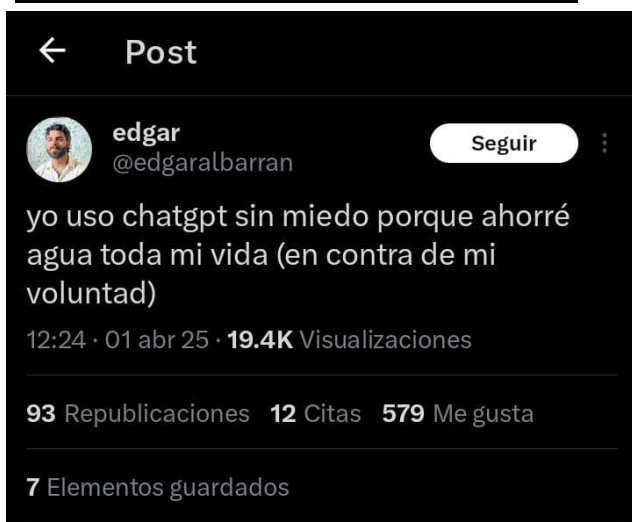 Post
edgar
Seguir
@edgaralbarran
yo uso chatgpt sin miedo porque ahorré
agua toda mi vida (en contra de mi
voluntad)
12:24 · 01 abr 25 · 19.4K Visualizaciones
93 Republicaciones 12 Citas 579 Me gusta
7 Elementos guardados